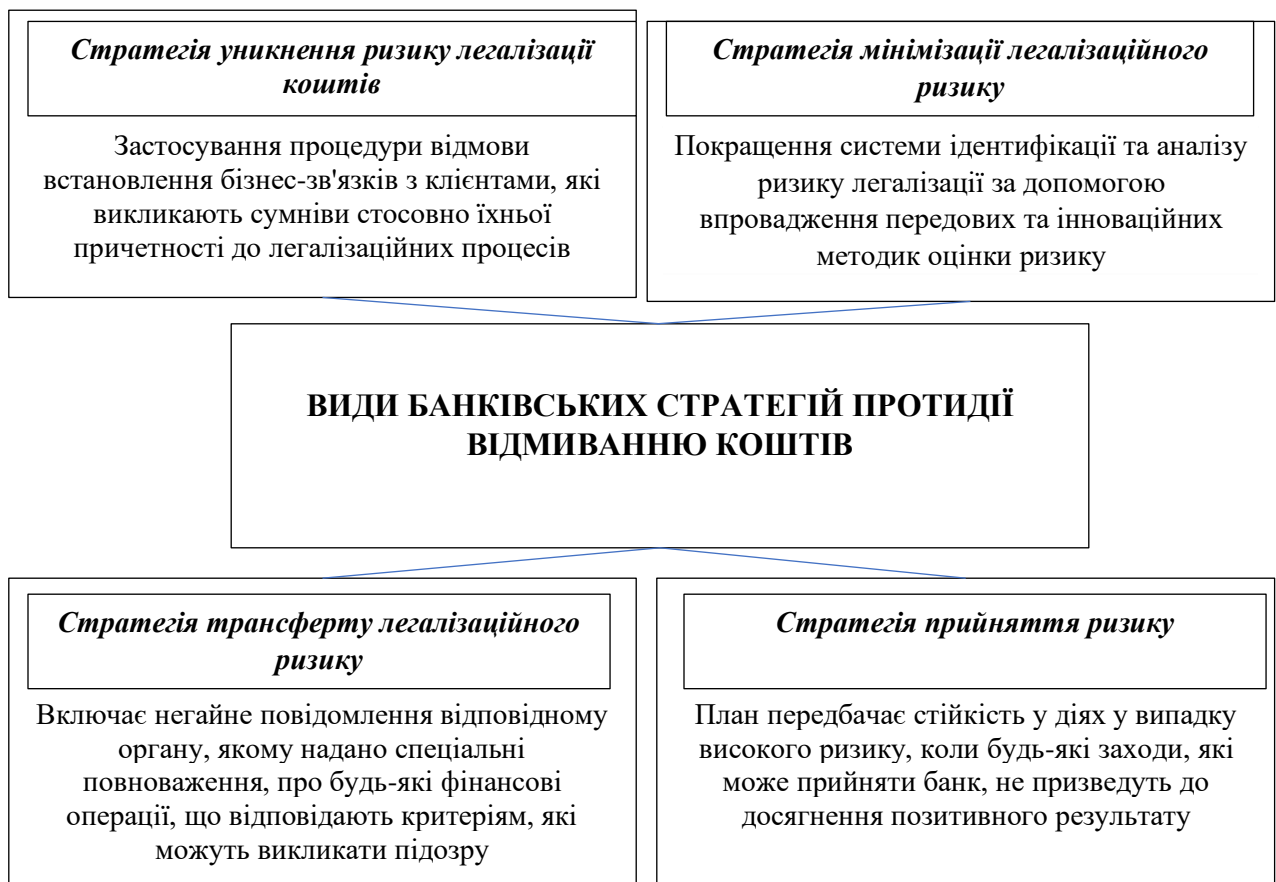 Стратегія уникнення ризику легалізації
коштів
Застосування процедури відмови
встановлення бізнес-зв'язків з клієнтами, які
викликають сумніви стосовно їхньої
причетності до легалізаційних процесів
Стратегія мінімізації легалізаційного
ризику
Покращення системи ідентифікації та аналізу
ризику легалізації за допомогою
впровадження передових та інноваційних
методик оцінки ризику
ВИДИ БАНКІВСЬКИХ СТРАТЕГІЙ ПРОТИДІЇ
ВІДМИВАННЮ КОШТІВ
Стратегія трансферту легалізаційного
ризику
Включає негайне повідомлення відповідному
органу, якому надано спеціальні
повноваження, про будь-які фінансові
операції, що відповідають критеріям, які
можуть викликати підозру
Стратегія прийняття ризику
План передбачає стійкість у діях у випадку
високого ризику, коли будь-які заходи, які
може прийняти банк, не призведуть до
досягнення позитивного результату